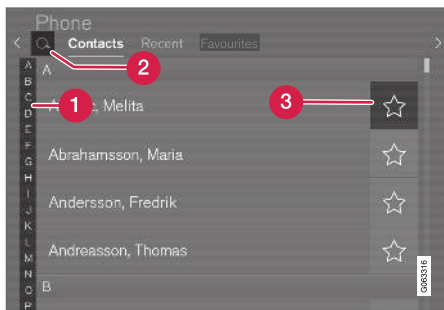 Phone
< Contacts Recent Favourites >
A
B
C
D
E
F
G
H
I
J
K
L
M
N
O
P
A
Melita
Abrahamsson, Maria
Andersson, Fredrik
Andreasson, Thomas
B
1
2
3
G063316